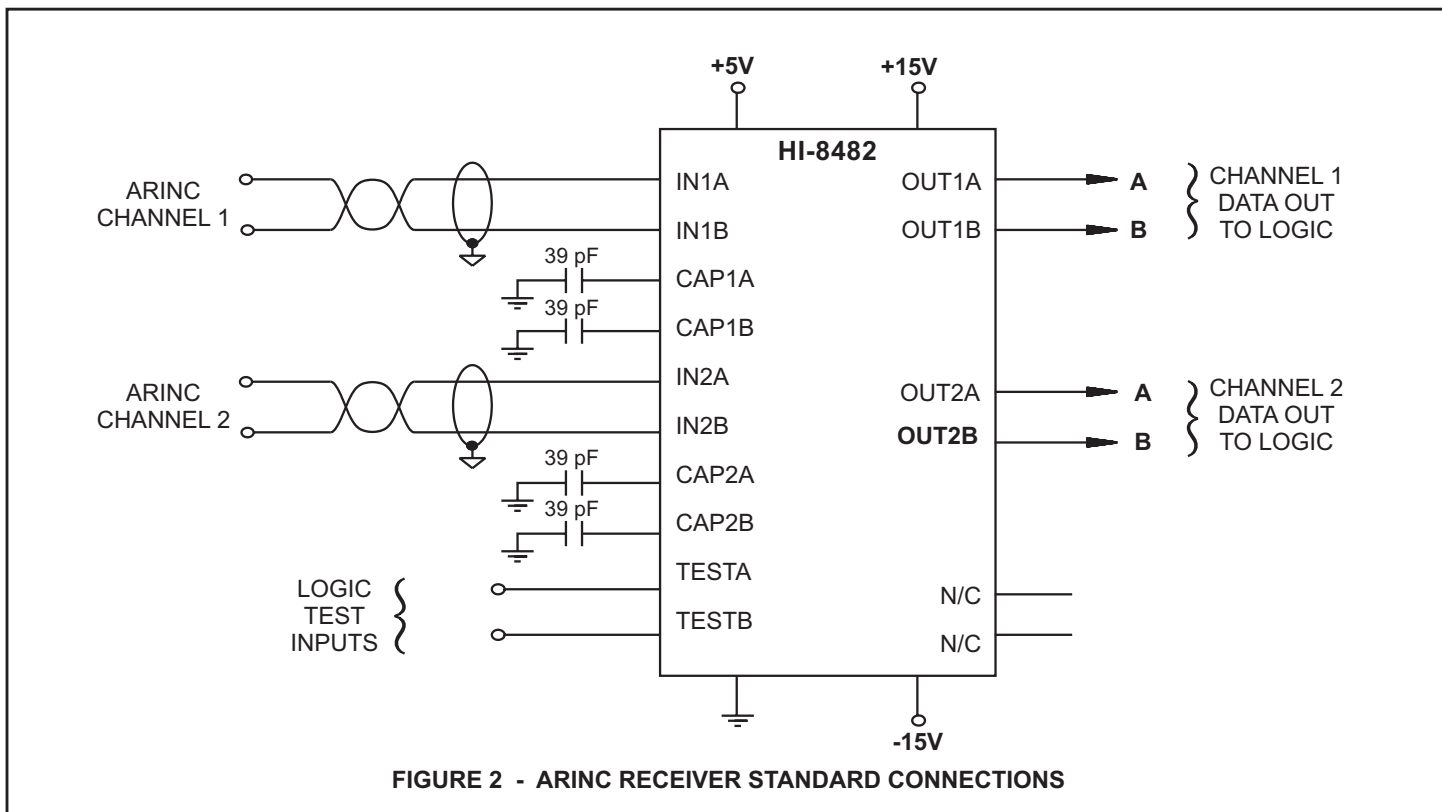 +5V
+15V
HI-8482
ARINC
CHANNEL 1
IN1A
IN1B
39 pF
CAP1A
39 pF
CAP1B
ARINC
CHANNEL 2
IN2A
IN2B
39 pF
CAP2A
39 pF
CAP2B
LOGIC
TEST
INPUTS
TESTA
TESTB
OUT1A
A
OUT1B
B
CHANNEL 1
DATA OUT
TO LOGIC
OUT2A
A
OUT2B
B
CHANNEL 2
DATA OUT
TO LOGIC
N/C
N/C
-15V
FIGURE 2 - ARINC RECEIVER STANDARD CONNECTIONS